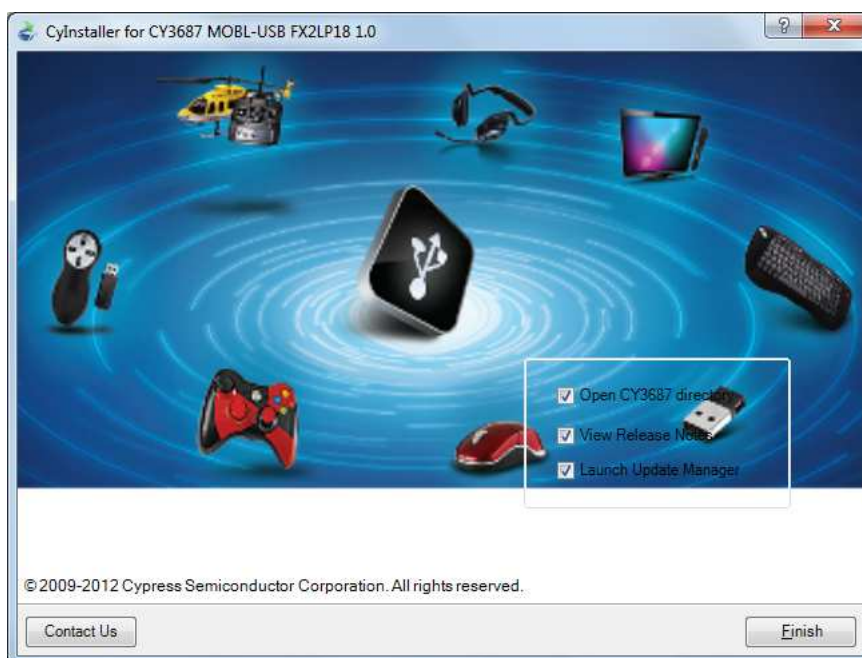 CyInstaller for CY3687 MOBL-USB FX2LP18 1.0
Open CY3687 directory
View Release Notes
Launch Update Manager
©2009-2012 Cypress Semiconductor Corporation. All rights reserved.
Contact Us
Finish